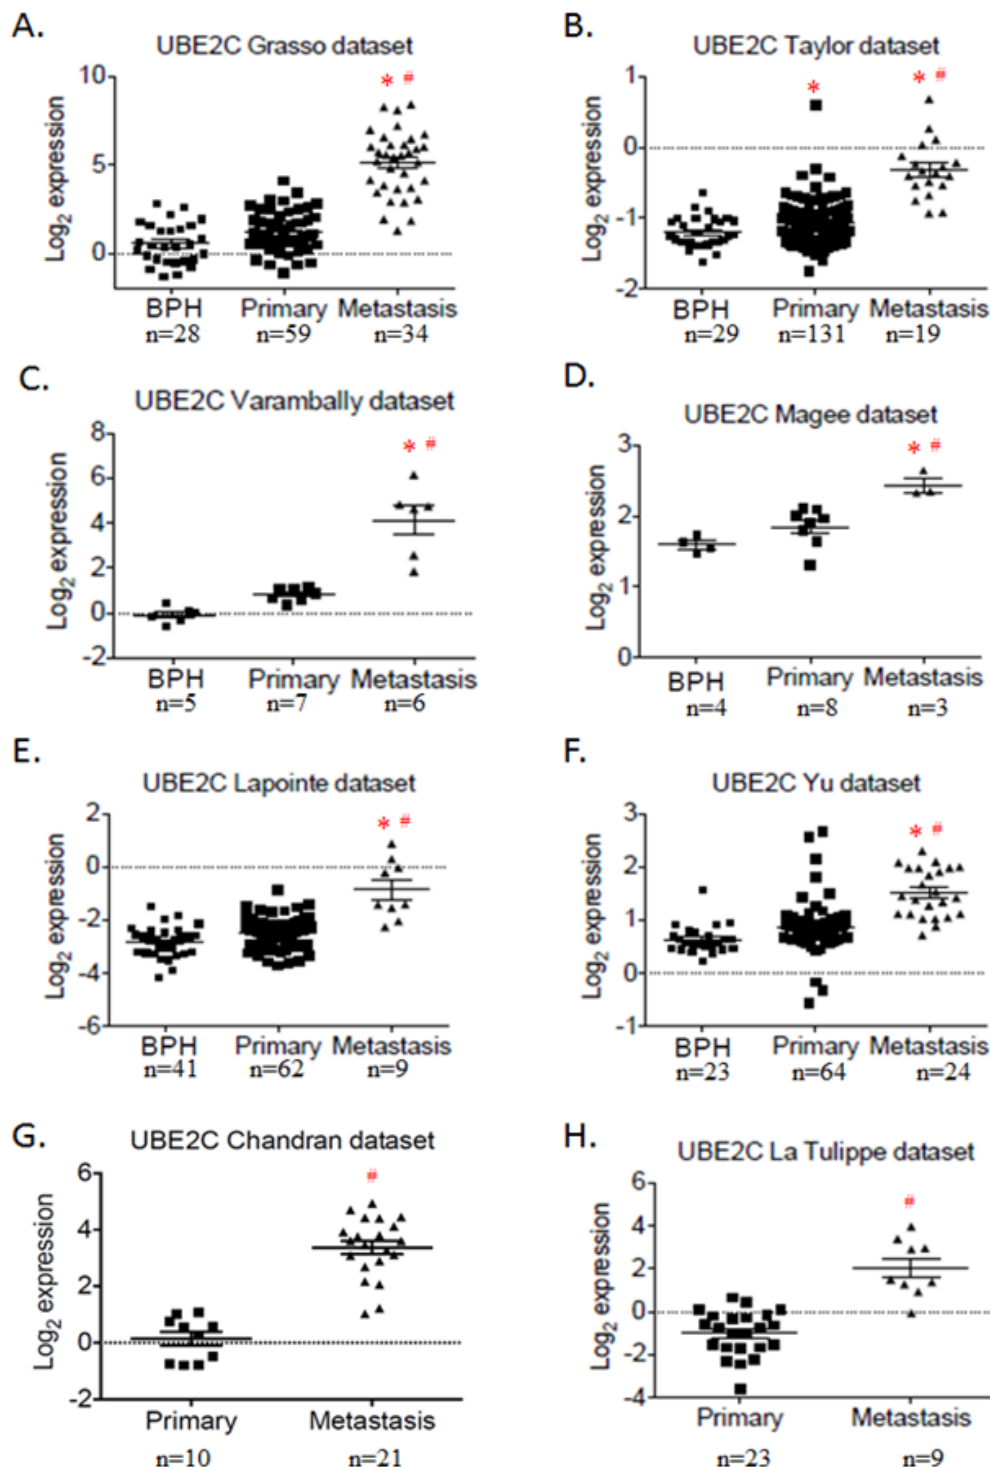 A.
UBE2C Grasso dataset
* #
Log2 expression
10
5
0
BPH Primary Metastasis
n=28 n=59 n=34
B.
UBE2C Taylor dataset
* * #
Log2 expression
1
0
-1
-2
BPH Primary Metastasis
n=29 n=131 n=19
C.
UBE2C Varambally dataset
* #
Log2 expression
8
6
4
2
0
-2
BPH Primary Metastasis
n=5 n=7 n=6
D.
UBE2C Magee dataset
* #
Log2 expression
3
2
1
0
BPH Primary Metastasis
n=4 n=8 n=3
E.
UBE2C Lapointe dataset
* #
Log2 expression
2
0
-2
-4
-6
BPH Primary Metastasis
n=41 n=62 n=9
F.
UBE2C Yu dataset
* #
Log2 expression
3
2
1
0
-1
BPH Primary Metastasis
n=23 n=64 n=24
G.
UBE2C Chandran dataset
#
Log2 expression
6
4
2
0
-2
Primary Metastasis
n=10 n=21
H.
UBE2C La Tulippe dataset
#
Log2 expression
6
4
2
0
-2
-4
Primary Metastasis
n=23 n=9